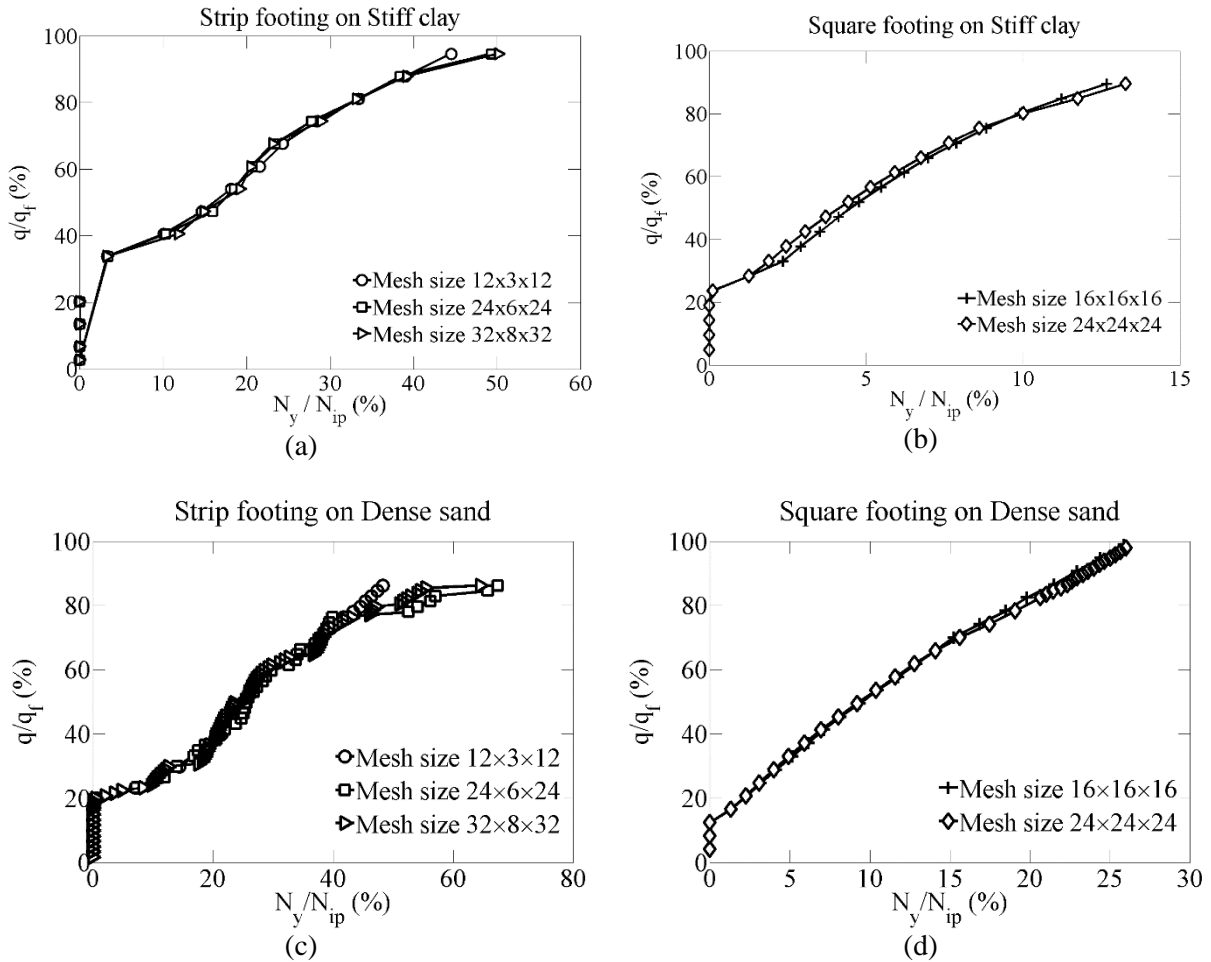 Strip footing on Stiff clay
100
80
60
40
20
0
q/q_f (%)
Mesh size 12x3x12
Mesh size 24x6x24
Mesh size 32x8x32
0 10 20 30 40 50 60
N_y / N_ip (%)
(a)
Square footing on Stiff clay
100
80
60
40
20
0
q/q_f (%)
Mesh size 16x16x16
Mesh size 24x24x24
0 5 10 15
N_y / N_ip (%)
(b)
Strip footing on Dense sand
100
80
60
40
20
0
q/q_f (%)
Mesh size 12×3×12
Mesh size 24×6×24
Mesh size 32×8×32
0 20 40 60 80
N_y/N_ip (%)
(c)
Square footing on Dense sand
100
80
60
40
20
0
q/q_f (%)
Mesh size 16×16×16
Mesh size 24×24×24
0 5 10 15 20 25 30
N_y/N_ip (%)
(d)